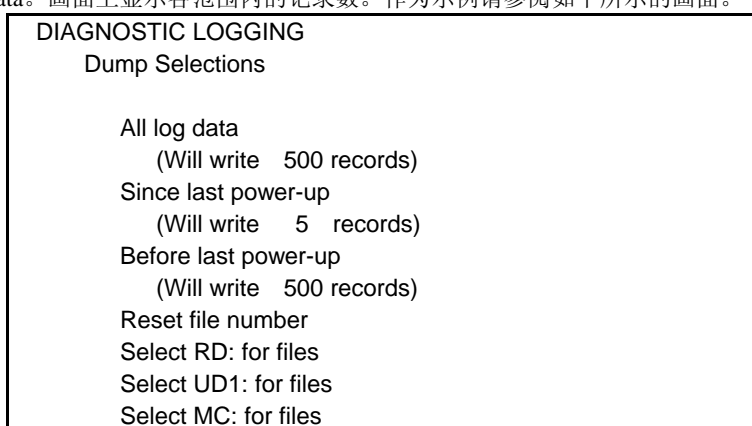 ata。画面上显示各范围内的记录数。作为示例请参阅如下所示的画面。
DIAGNOSTIC LOGGING
Dump Selections
All log data
(Will write 500 records)
Since last power-up
(Will write 5 records)
Before last power-up
(Will write 500 records)
Reset file number
Select RD: for files
Select UD1: for files
Select MC: for files